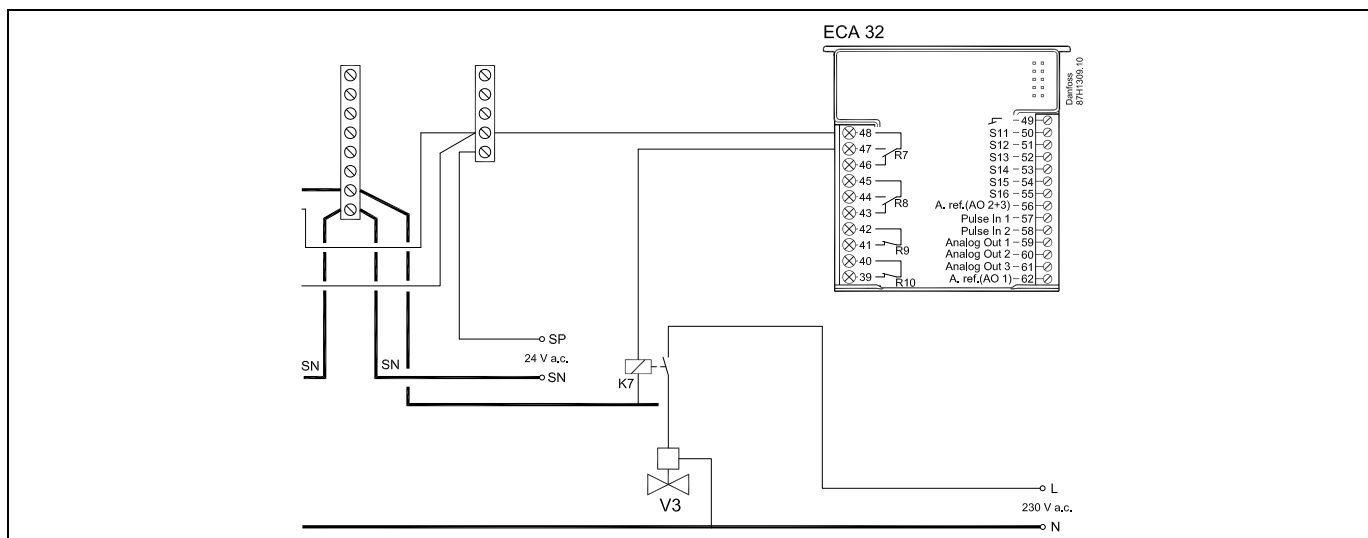 ECA 32
Danfoss
87H1309.10
48
47
R7
46
45
44
R8
43
42
41
R9
40
39
R10
49
S11 50
S12 51
S13 52
S14 53
S15 54
S16 55
A. ref.(AO 2+3) 56
Pulse In 1 57
Pulse In 2 58
Analog Out 1 59
Analog Out 2 60
Analog Out 3 61
A. ref.(AO 1) 62
SP
24 V a.c.
SN
SN
SN
K7
V3
L
230 V a.c.
N